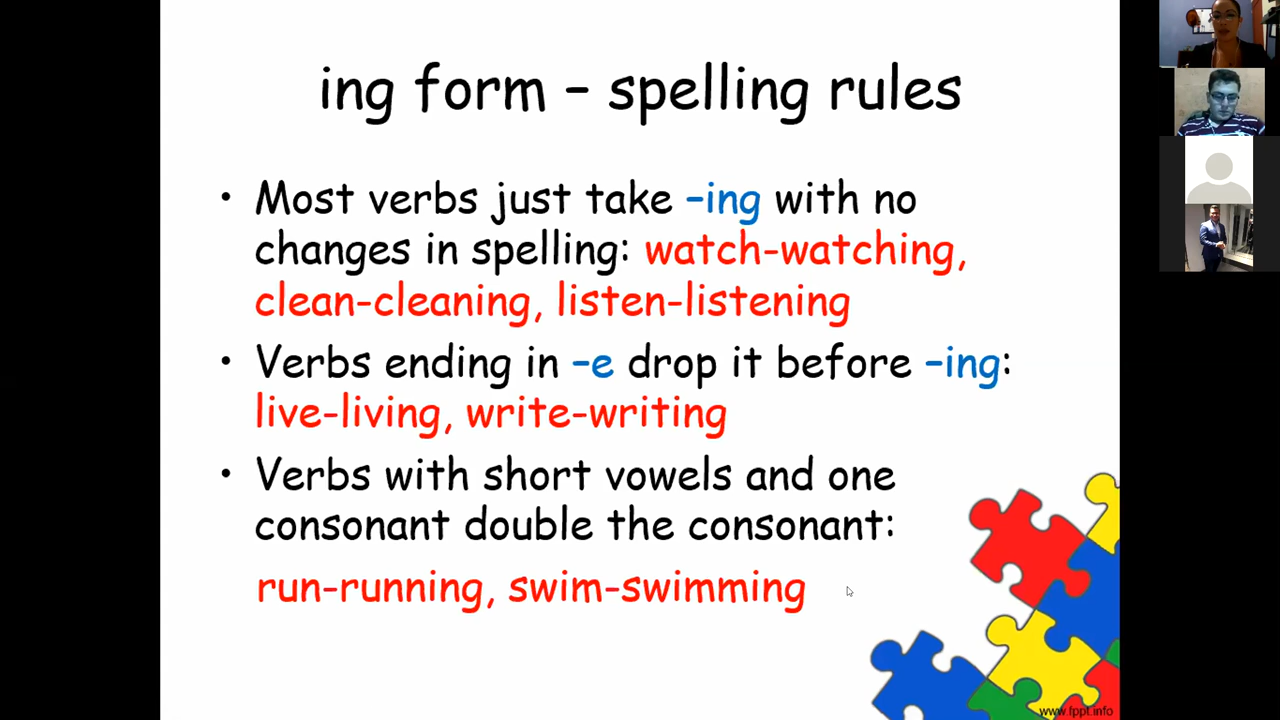 ing form – spelling rules
• Most verbs just take –ing with no
changes in spelling: watch-watching,
clean-cleaning, listen-listening
• Verbs ending in –e drop it before –ing:
live-living, write-writing
• Verbs with short vowels and one
consonant double the consonant:
run-running, swim-swimming
www.fppt.info